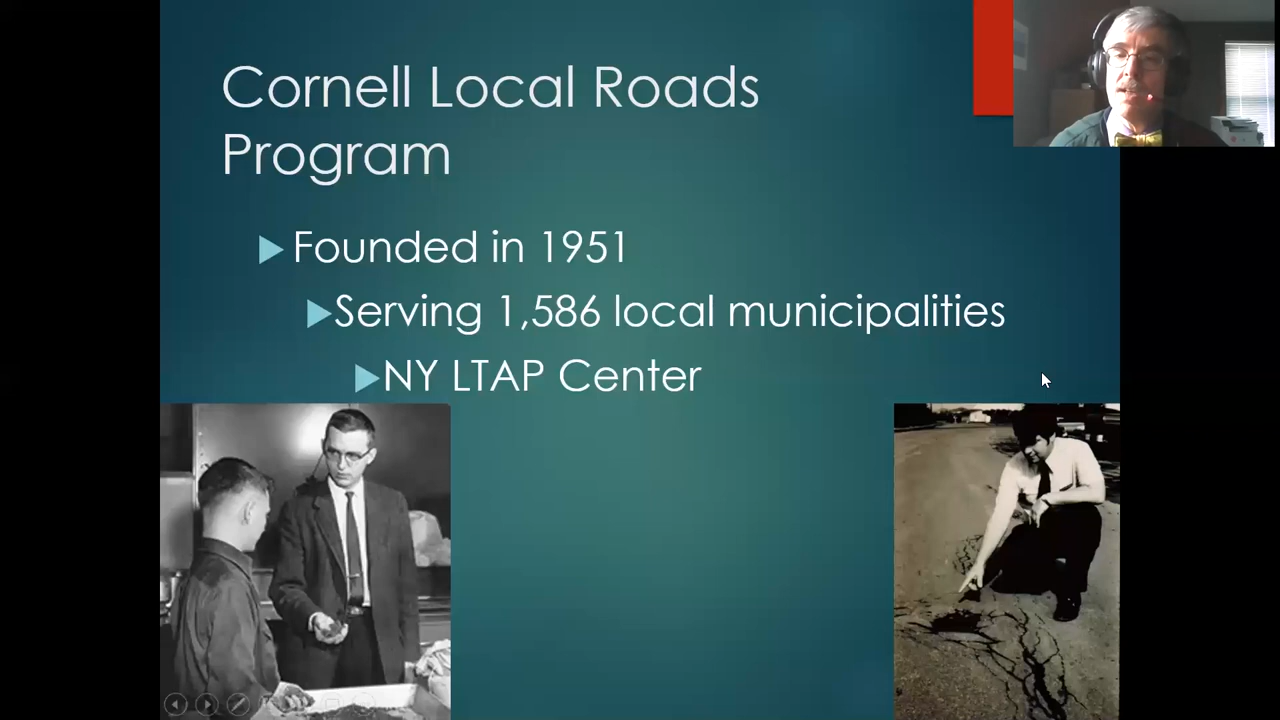 Cornell Local Roads
Program
Founded in 1951
Serving 1,586 local municipalities
NY LTAP Center